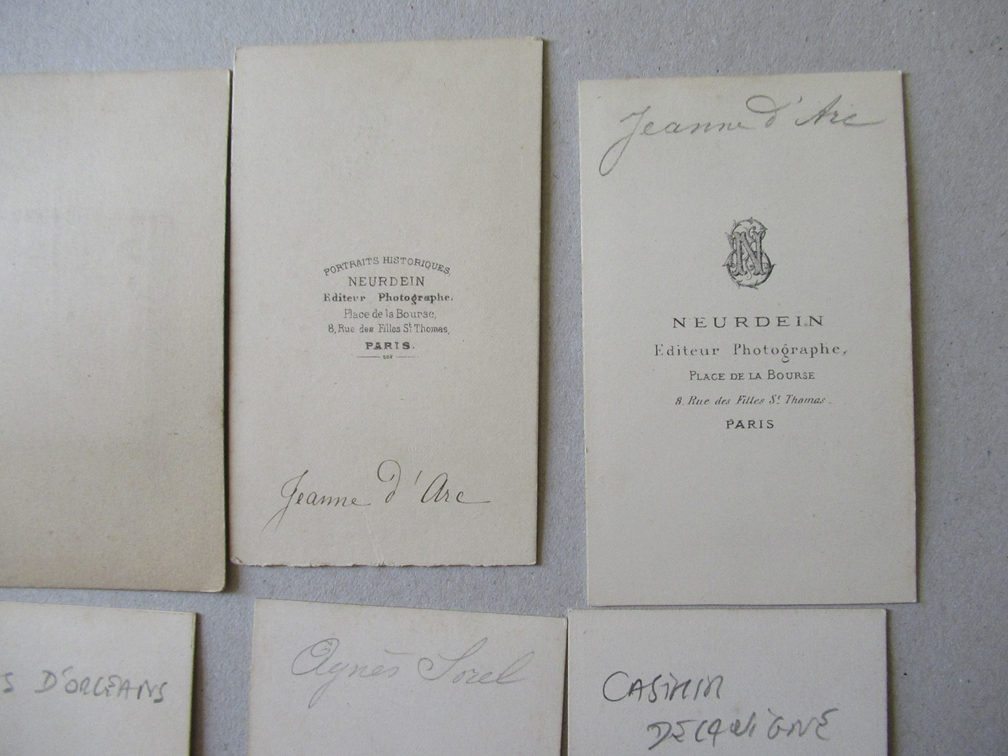 PORTRAITS HISTORIQUES,
NEURDEIN
Editeur Photographe.
Place de la Bourse,
8, Rue des Filles St Thomas,
PARIS.
Jeanne d'Arc
Jeanne d'Arc
N
NEURDEIN
Editeur Photographe,
PLACE DE LA BOURSE
8. Rue des Filles St Thomas.
PARIS
S D'ORLEANS
Agnès Sorel
CASIMIR
DELAVIGNE